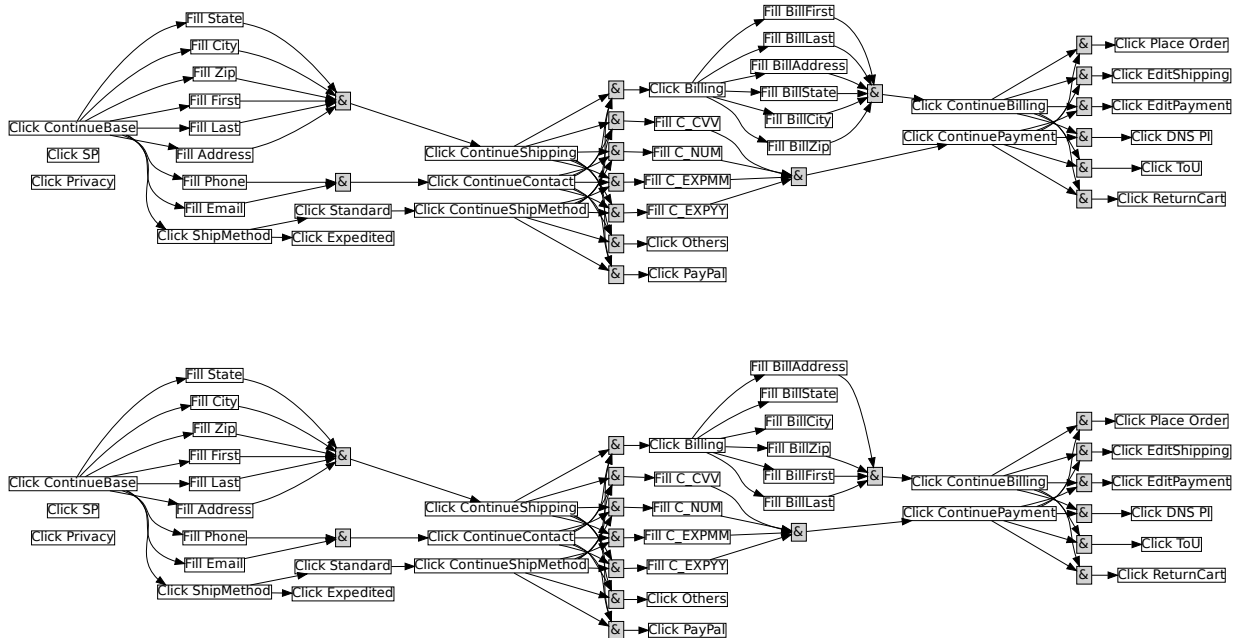 Fill State
Fill City
Fill Zip
Fill First
Click ContinueBase
Fill Last
Click SP
Fill Address
Click Privacy
Fill Phone
Fill Email
Click ShipMethod
Click Standard
Click Expedited
&
&
Click ContinueShipping
Click ContinueContact
Click ContinueShipMethod
& Click Billing
& Fill C_CVV
& Fill C_NUM
& Fill C_EXPMM
& Fill C_EXPYY
& Click Others
& Click PayPal
Fill BillFirst
Fill BillLast
Fill BillAddress
Fill BillState
Fill BillCity
Fill BillZip
&
&
Click ContinueBilling
Click ContinuePayment
& Click Place Order
& Click EditShipping
& Click EditPayment
& Click DNS PI
& Click ToU
& Click ReturnCart
Fill State
Fill City
Fill Zip
Fill First
Click ContinueBase
Fill Last
Click SP
Fill Address
Click Privacy
Fill Phone
Fill Email
Click ShipMethod
Click Standard
Click Expedited
&
&
Click ContinueShipping
Click ContinueContact
Click ContinueShipMethod
& Click Billing
& Fill C_CVV
& Fill C_NUM
& Fill C_EXPMM
& Fill C_EXPYY
& Click Others
& Click PayPal
Fill BillAddress
Fill BillState
Fill BillCity
Fill BillZip
Fill BillFirst
Fill BillLast
&
&
Click ContinueBilling
Click ContinuePayment
& Click Place Order
& Click EditShipping
& Click EditPayment
& Click DNS PI
& Click ToU
& Click ReturnCart